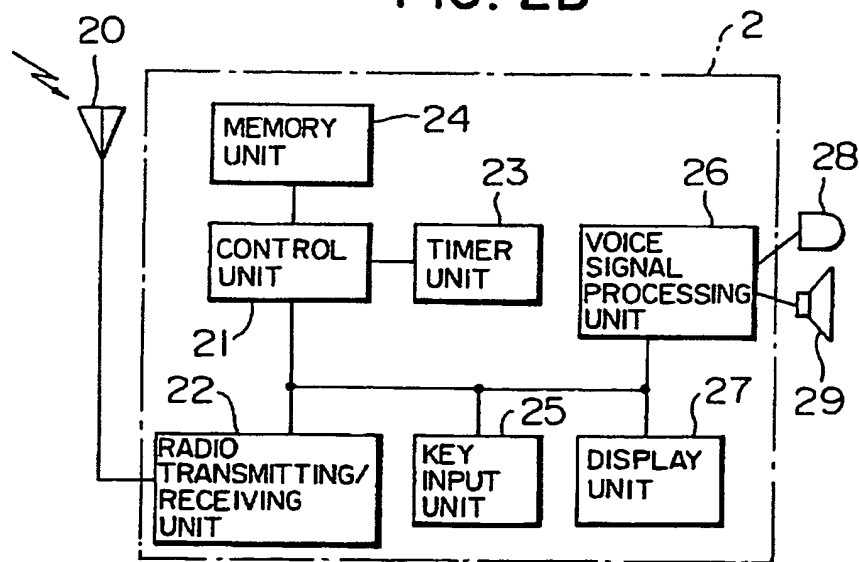 FIG. 2B
2
20
MEMORY
UNIT
24
23
26
28
CONTROL
UNIT
TIMER
UNIT
VOICE
SIGNAL
PROCESSING
UNIT
21
29
22
25
27
RADIO
TRANSMITTING/
RECEIVING
UNIT
KEY
INPUT
UNIT
DISPLAY
UNIT